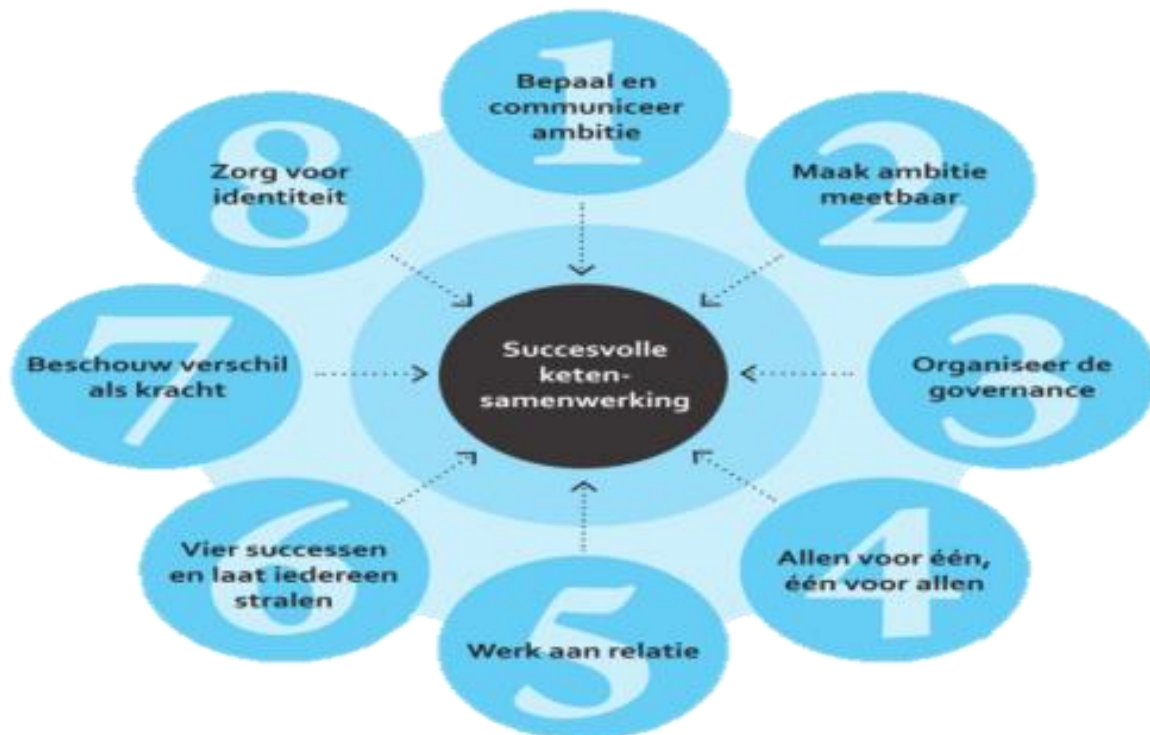 1
Bepaal en
communiceer
ambitie
2
Maak ambitie
meetbaar
3
Organiseer de
governance
4
Allen voor één,
één voor allen
5
Werk aan relatie
6
Vier successen
en laat iedereen
stralen
7
Beschouw verschil
als kracht
8
Zorg voor
identiteit
Succesvolle
keten-
samenwerking